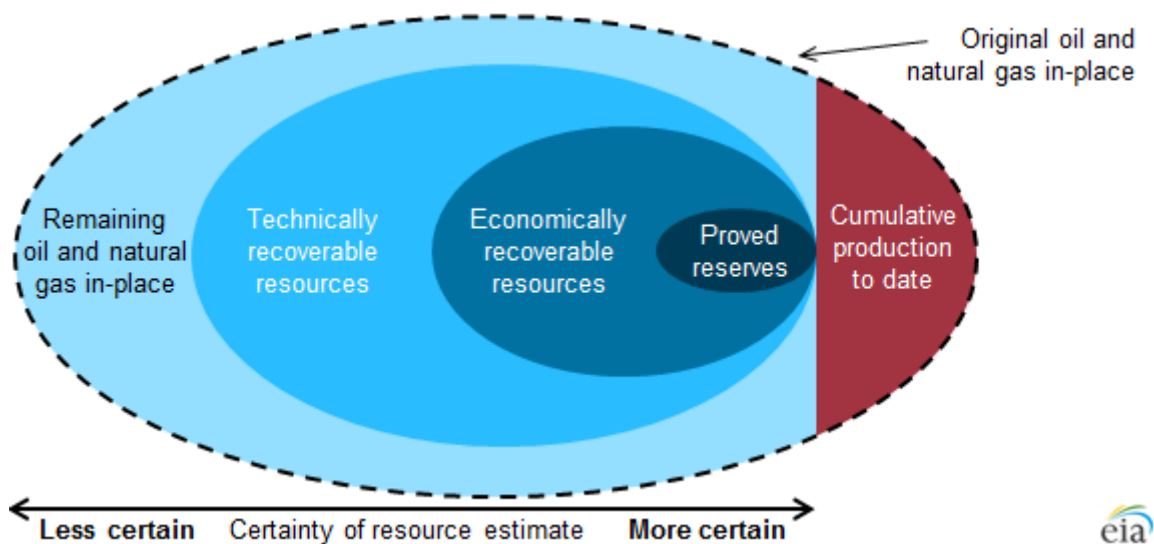 Original oil and
natural gas in-place
Remaining
oil and natural
gas in-place
Technically
recoverable
resources
Economically
recoverable
resources
Proved
reserves
Cumulative
production
to date
Less certain
Certainty of resource estimate
More certain
eia